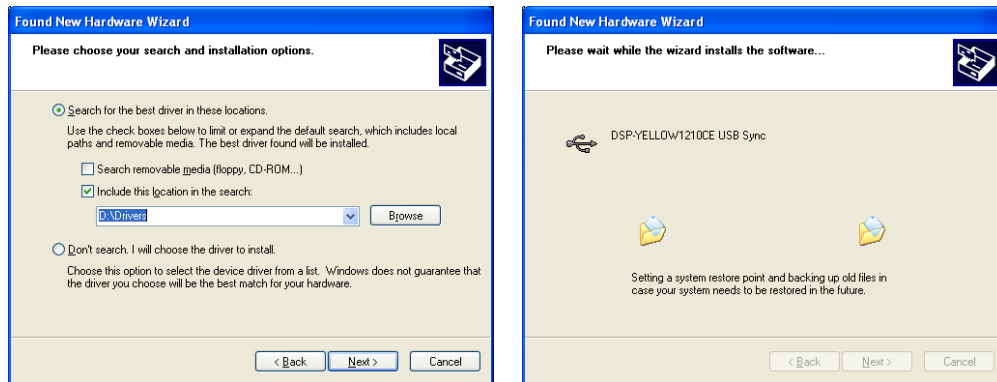 Found New Hardware Wizard
Please choose your search and installation options.
Search for the best driver in these locations.
Use the check boxes below to limit or expand the default search, which includes local
paths and removable media. The best driver found will be installed.
Search removable media (floppy, CD-ROM...)
Include this location in the search:
D:\Drivers
Browse
Don't search. I will choose the driver to install.
Choose this option to select the device driver from a list. Windows does not guarantee that
the driver you choose will be the best match for your hardware.
< Back
Next >
Cancel
Found New Hardware Wizard
Please wait while the wizard installs the software...
DSP-YELLOW1210CE USB Sync
Setting a system restore point and backing up old files in
case your system needs to be restored in the future.
< Back
Next >
Cancel